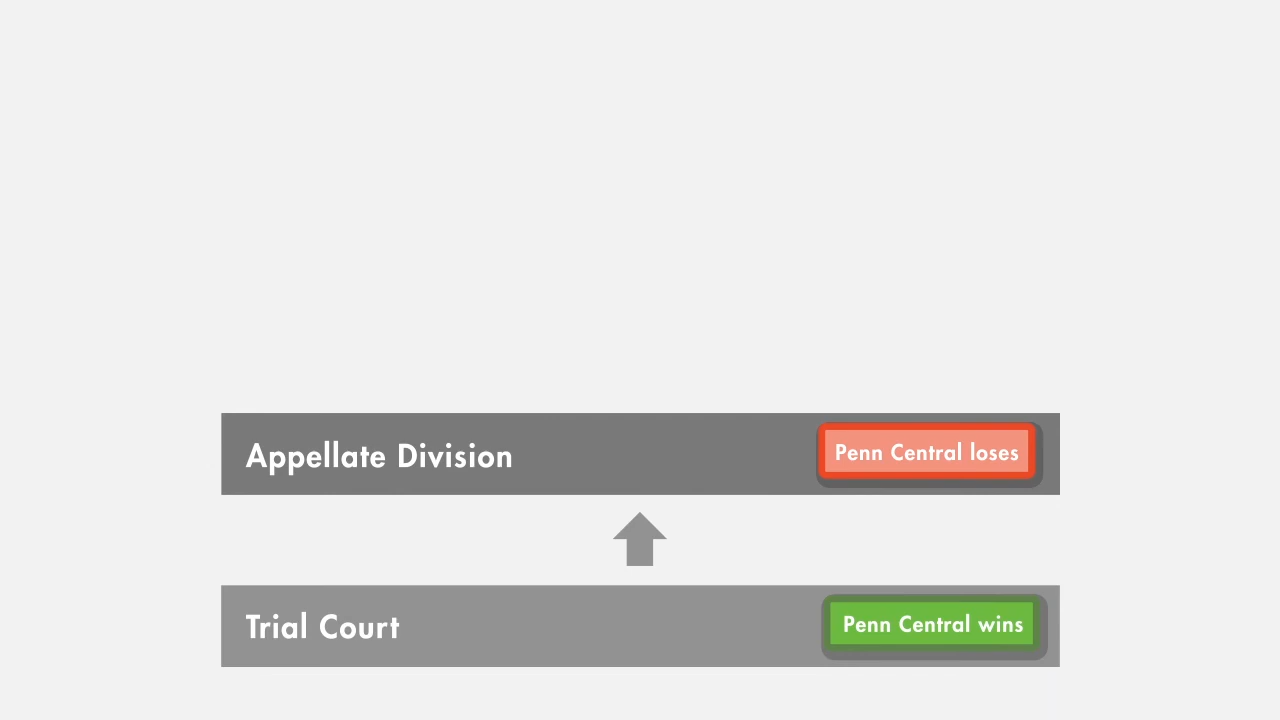 Appellate Division
Penn Central loses
Trial Court
Penn Central wins